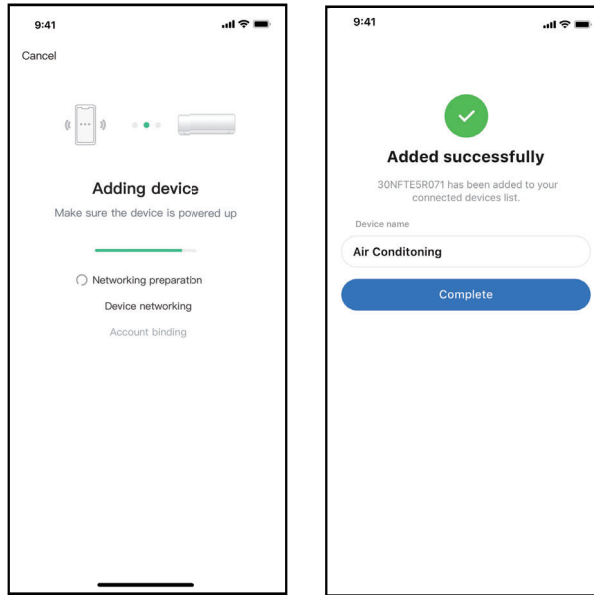 9:41
Cancel
Adding device
Make sure the device is powered up
Networking preparation
Device networking
Account binding
9:41
Added successfully
30NFTE5R071 has been added to your
connected devices list.
Device name
Air Conditoning
Complete